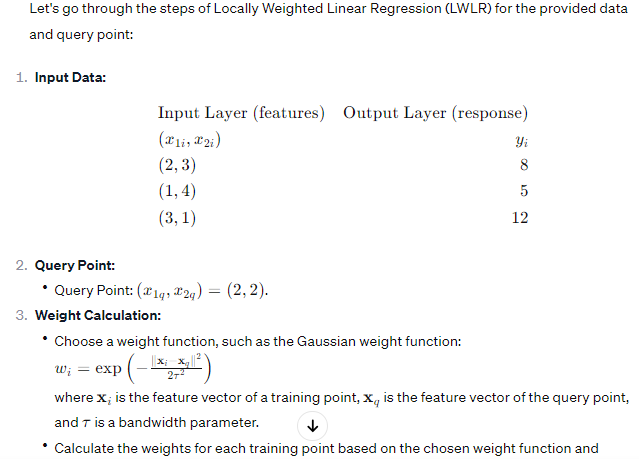 Let's go through the steps of Locally Weighted Linear Regression (LWLR) for the provided data
and query point:
1. Input Data:
Input Layer (features) Output Layer (response)
(x₁ᵢ, x₂ᵢ) yᵢ
(2, 3) 8
(1, 4) 5
(3, 1) 12
2. Query Point:
• Query Point: (x₁q, x₂q) = (2, 2).
3. Weight Calculation:
• Choose a weight function, such as the Gaussian weight function:
wᵢ = exp (−‖xᵢ−x_q‖²/2τ²)
where xᵢ is the feature vector of a training point, x_q is the feature vector of the query point,
and τ is a bandwidth parameter.
• Calculate the weights for each training point based on the chosen weight function and